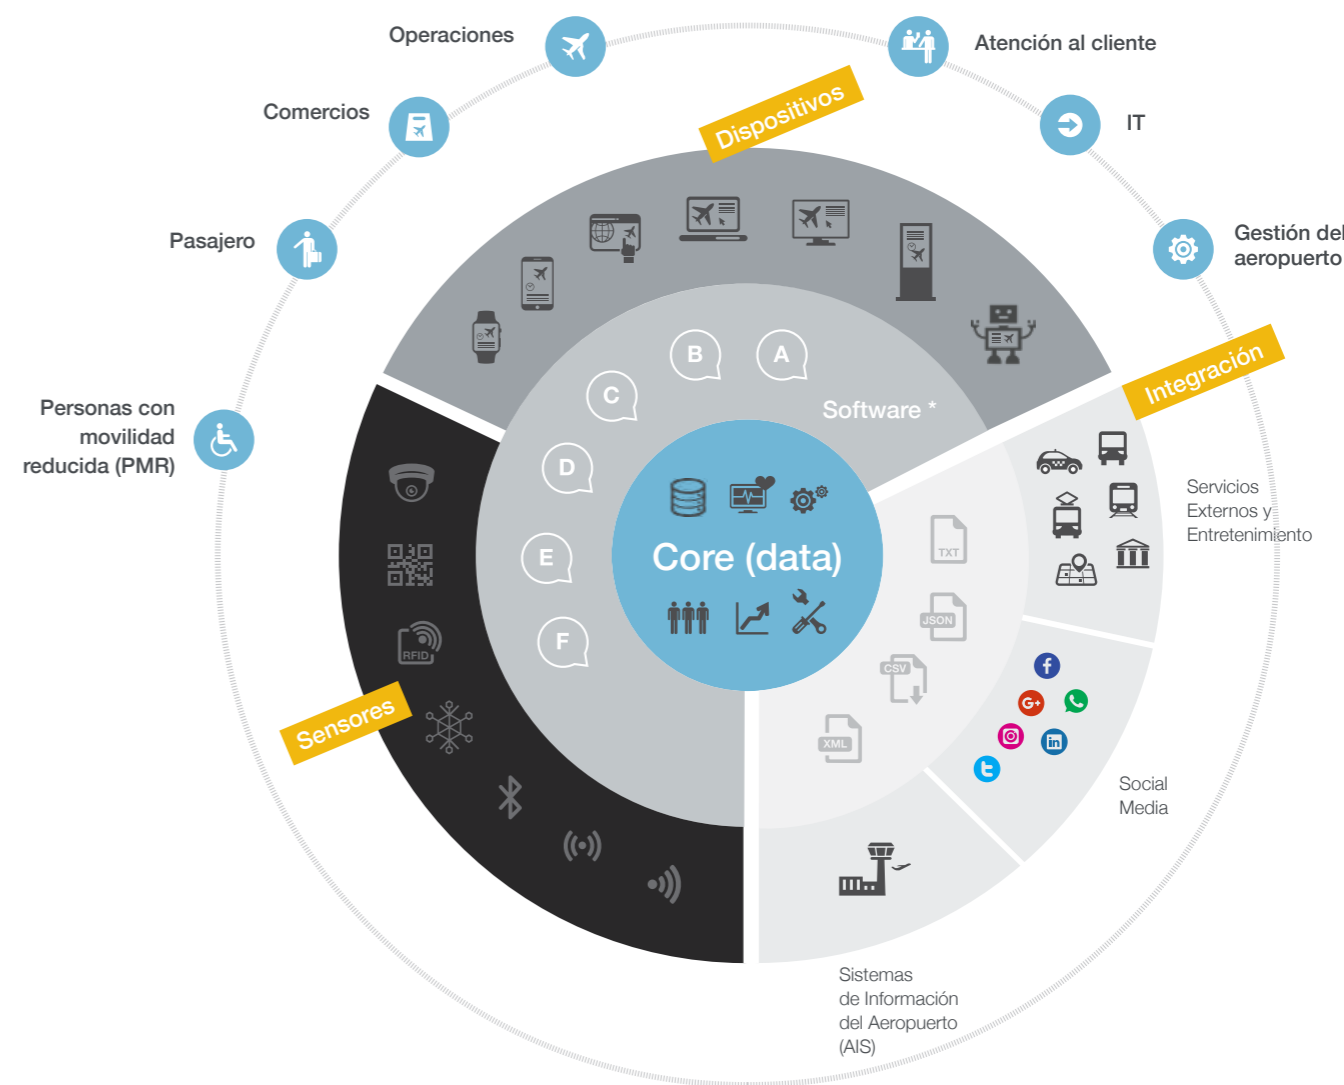 Operaciones
Atención al cliente
Dispositivos
Comercios
IT
Pasajero
Gestión del
aeropuerto
Integración
B
A
C
Software *
Personas con
movilidad
reducida (PMR)
D
Servicios
Externos y
Entretenimiento
TXT
E
Core (data)
JSON
F
RFID
CSV
Sensores
XML
Social
Media
Sistemas
de Información
del Aeropuerto
(AIS)
f
G+
in